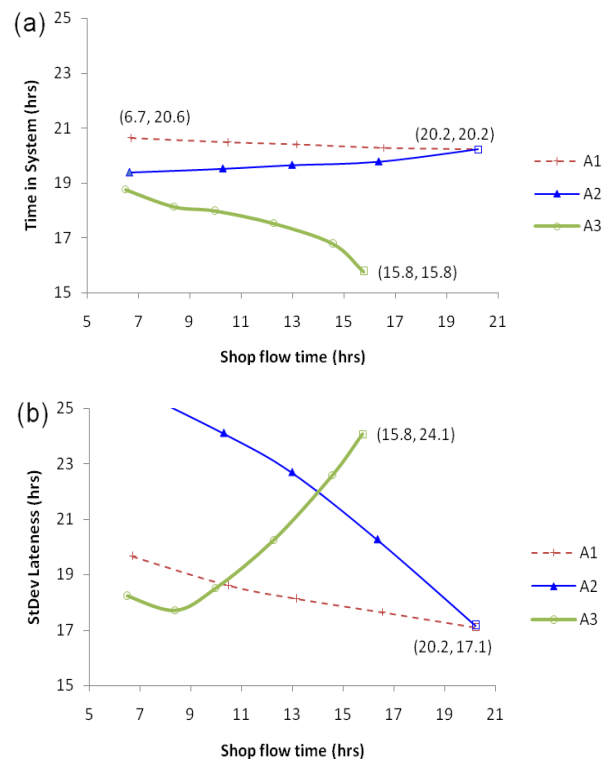 (a)
Time in System (hrs)
25
23
21
19
17
15
(6.7, 20.6)
(20.2, 20.2)
(15.8, 15.8)
5 7 9 11 13 15 17 19 21
Shop flow time (hrs)
A1
A2
A3
(b)
StDev Lateness (hrs)
25
23
21
19
17
15
(15.8, 24.1)
(20.2, 17.1)
5 7 9 11 13 15 17 19 21
Shop flow time (hrs)
A1
A2
A3